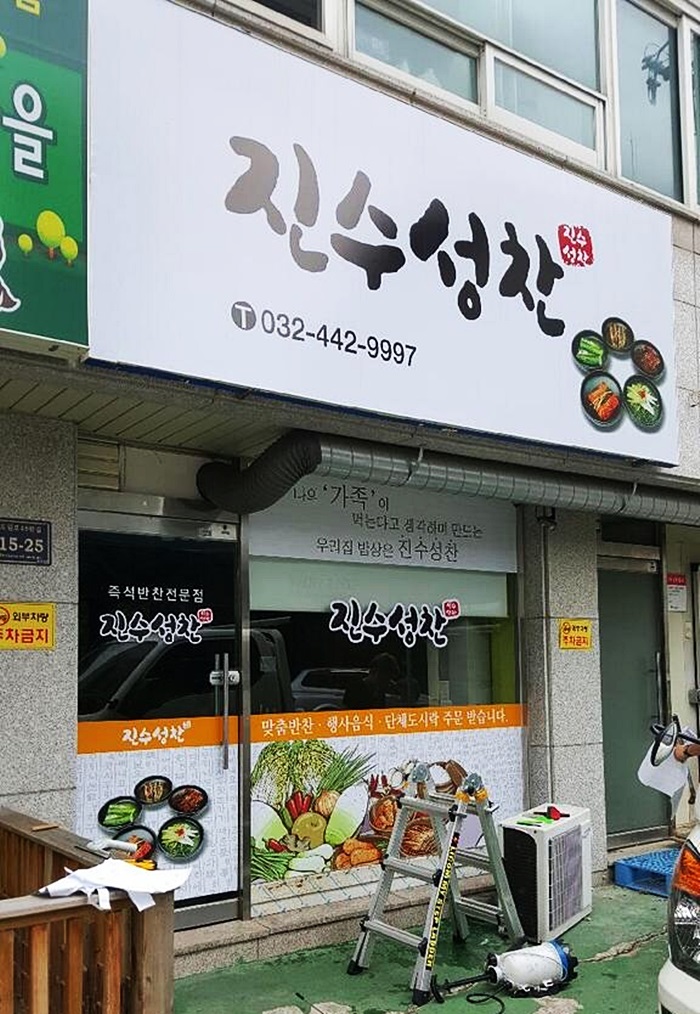 을
진수성찬
진수
성찬
T 032-442-9997
나의 '가족'이
먹는다고 생각하며 만드는
우리집 밥상은 진수성찬
15-25
즉석반찬전문점
진수성찬
진수성찬
외부차량
주차금지
외부차량
주차금지
진수성찬
맞춤반찬 · 행사음식 · 단체도시락 주문 받습니다.